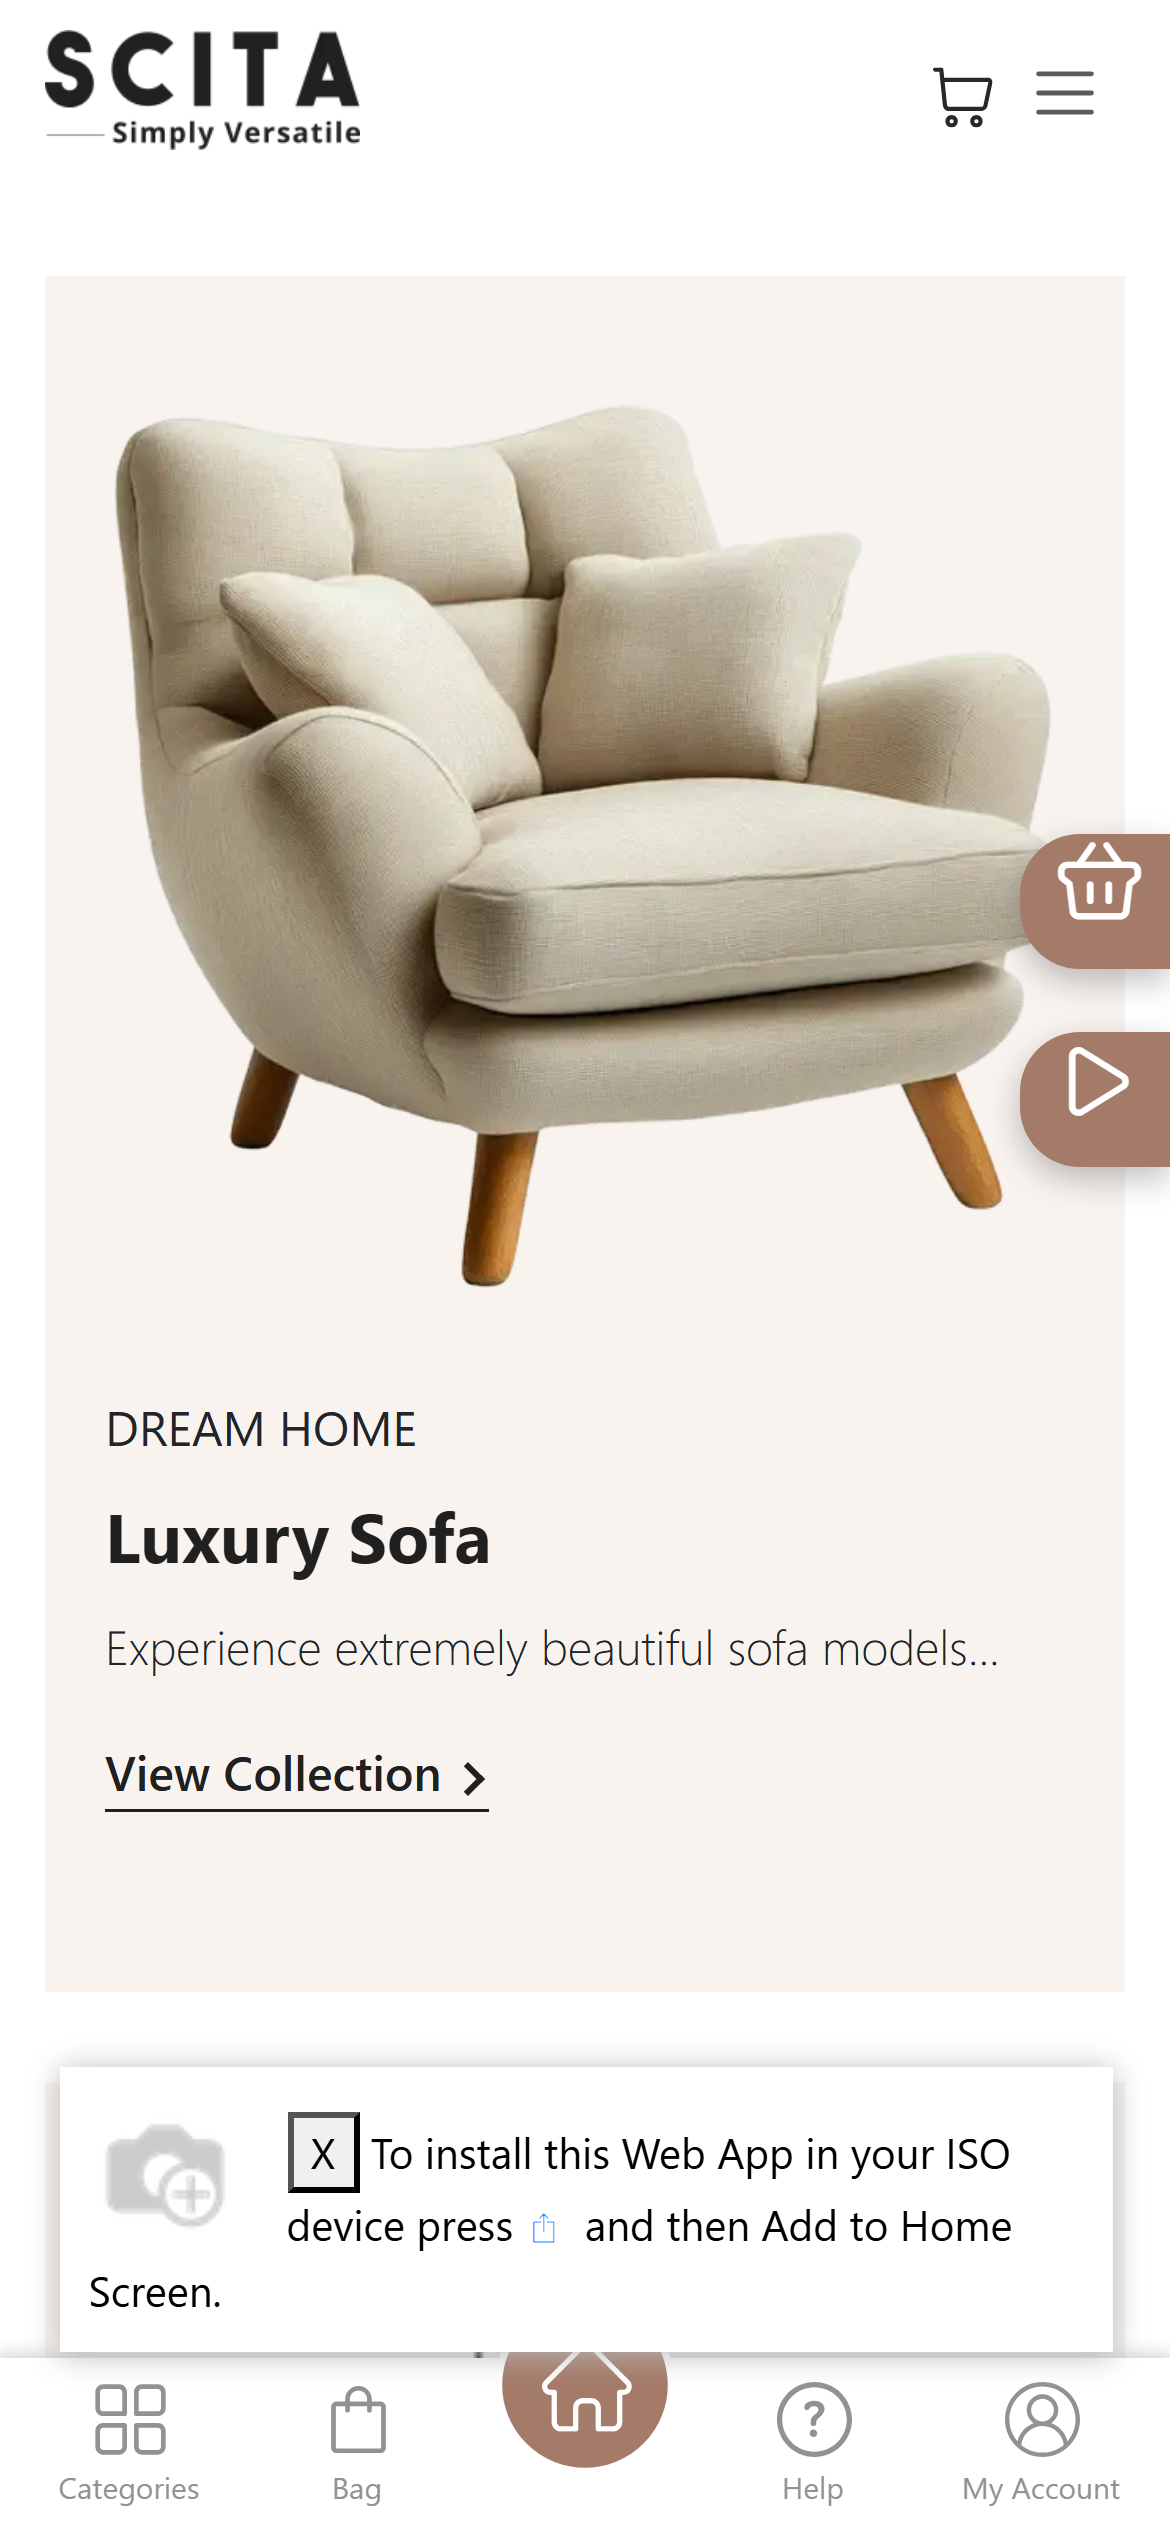 SCITA
Simply Versatile
DREAM HOME
Luxury Sofa
Experience extremely beautiful sofa models...
View Collection
X To install this Web App in your ISO
device press and then Add to Home
Screen.
Categories
Bag
Help
My Account